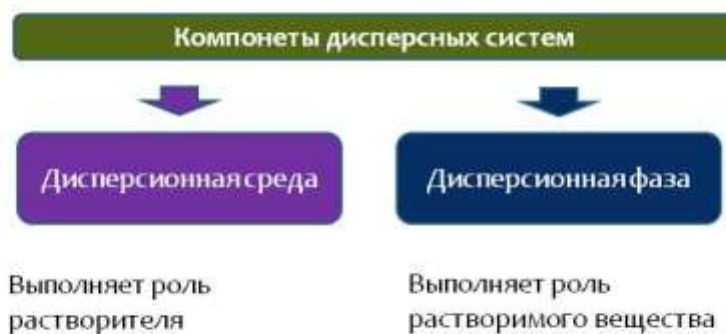 Компонеты дисперсных систем
Дисперсионная среда
Дисперсионная фаза
Выполняет роль
растворителя
Выполняет роль
растворимого вещества